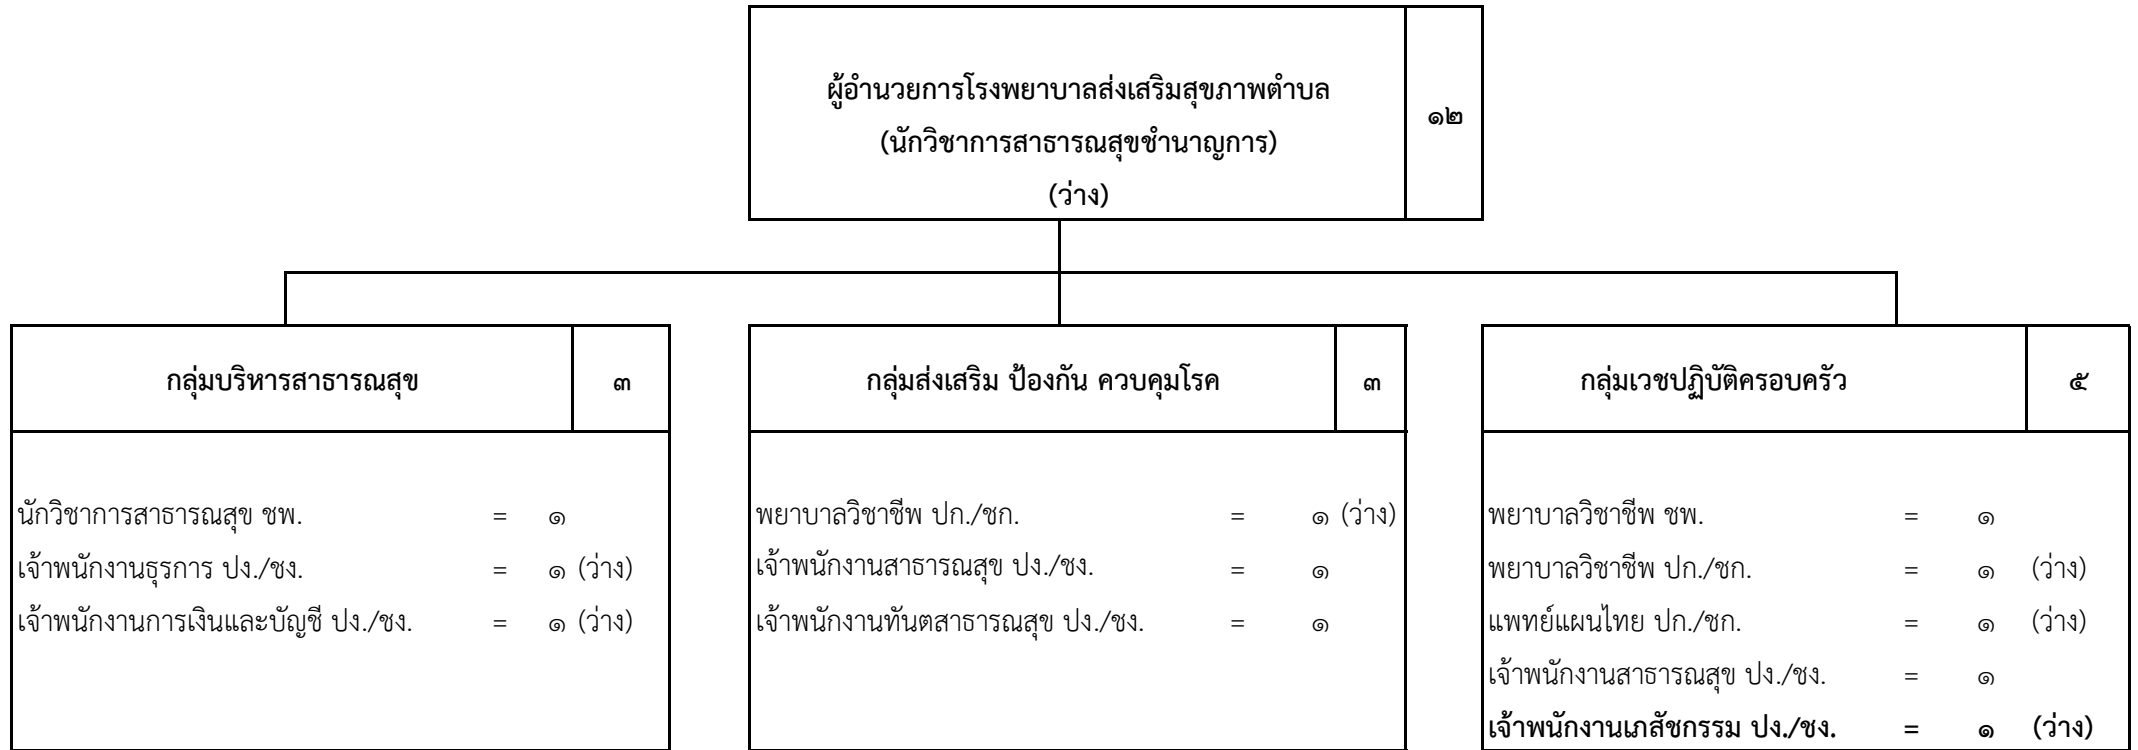 ผู้อำนวยการโรงพยาบาลส่งเสริมสุขภาพตำบล
(นักวิชาการสาธารณสุขชำนาญการ)
(ว่าง)
๑๒
กลุ่มบริหารสาธารณสุข ๓
นักวิชาการสาธารณสุข ชพ. = ๑
เจ้าพนักงานธุรการ ปง./ชง. = ๑ (ว่าง)
เจ้าพนักงานการเงินและบัญชี ปง./ชง. = ๑ (ว่าง)
กลุ่มส่งเสริม ป้องกัน ควบคุมโรค ๓
พยาบาลวิชาชีพ ปก./ชก. = ๑ (ว่าง)
เจ้าพนักงานสาธารณสุข ปง./ชง. = ๑
เจ้าพนักงานทันตสาธารณสุข ปง./ชง. = ๑
กลุ่มเวชปฏิบัติครอบครัว ๕
พยาบาลวิชาชีพ ชพ. = ๑
พยาบาลวิชาชีพ ปก./ชก. = ๑ (ว่าง)
แพทย์แผนไทย ปก./ชก. = ๑ (ว่าง)
เจ้าพนักงานสาธารณสุข ปง./ชง. = ๑
เจ้าพนักงานเภสัชกรรม ปง./ชง. = ๑ (ว่าง)